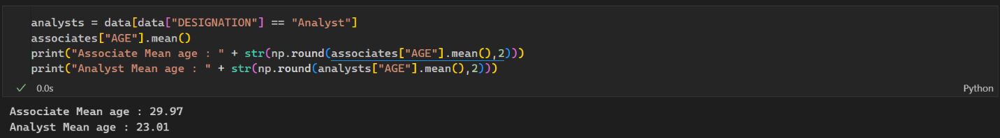 analysts = data[data["DESIGNATION"] == "Analyst"]
associates["AGE"].mean()
print("Associate Mean age : " + str(np.round(associates["AGE"].mean(),2)))
print("Analyst Mean age : " + str(np.round(analysts["AGE"].mean(),2)))
✓ 0.0s Python
Associate Mean age : 29.97
Analyst Mean age : 23.01